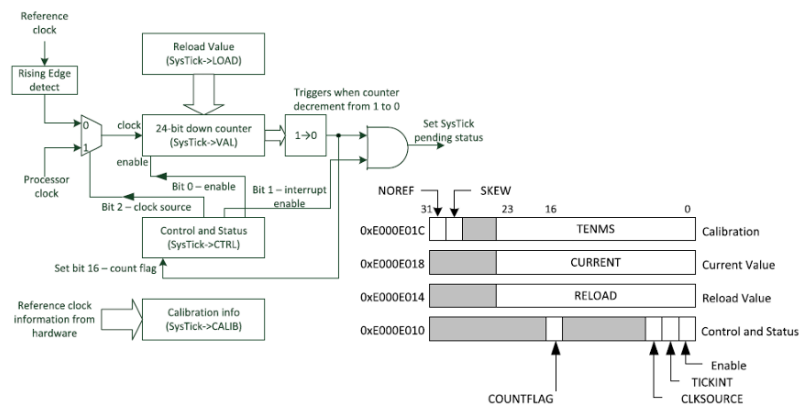 Reference
clock
Rising Edge
detect
Reload Value
(SysTick->LOAD)
Triggers when counter
decrement from 1 to 0
0
1
clock
24-bit down counter
(SysTick->VAL)
1→0
Set SysTick
pending status
enable
Processor
clock
Bit 0 – enable
Bit 1 – interrupt
enable
Bit 2 – clock source
Control and Status
(SysTick->CTRL)
Set bit 16 – count flag
Reference clock
information from
hardware
Calibration info
(SysTick->CALIB)
NOREF
SKEW
31
23
16
0
0xE000E01C
TENMS
Calibration
0xE000E018
CURRENT
Current Value
0xE000E014
RELOAD
Reload Value
0xE000E010
Control and Status
Enable
TICKINT
COUNTFLAG
CLKSOURCE